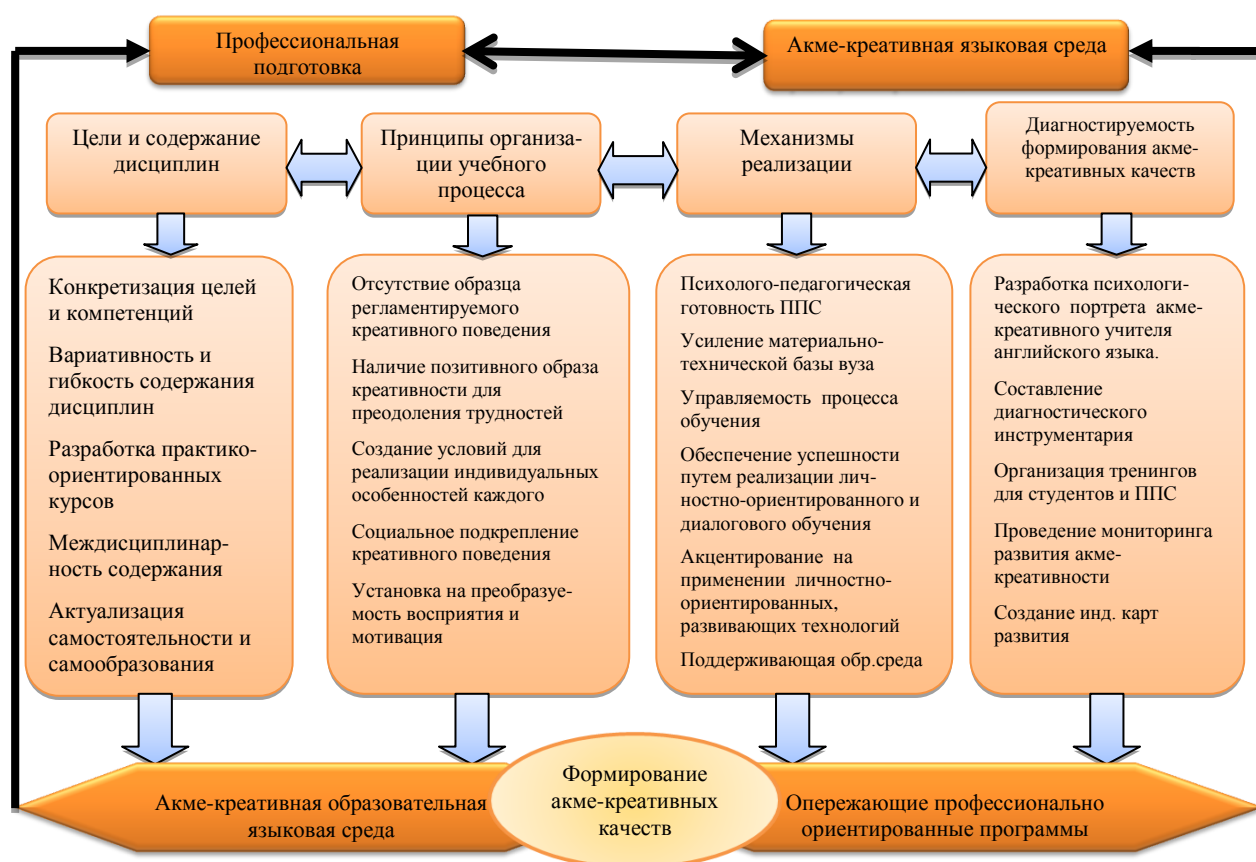 Профессиональная
подготовка
Акме-креативная языковая среда
Цели и содержание
дисциплин
Принципы организа-
ции учебного
процесса
Механизмы
реализации
Диагностируемость
формирования акме-
креативных качеств
Конкретизация целей
и компетенций
Вариативность и
гибкость содержания
дисциплин
Разработка практико-
ориентированных
курсов
Междисциплинар-
ность содержания
Актуализация
самостоятельности и
самообразования
Отсутствие образца
регламентируемого
креативного поведения
Наличие позитивного образа
креативности для
преодоления трудностей
Создание условий для
реализации индивидуальных
особенностей каждого
Социальное подкрепление
креативного поведения
Установка на преобразуе-
мость восприятия и
мотивация
Психолого-педагогическая
готовность ППС
Усиление материально-
технической базы вуза
Управляемость процесса
обучения
Обеспечение успешности
путем реализации лич-
ностно-ориентированного и
диалогового обучения
Акцентирование на
применении личностно-
ориентированных,
развивающих технологий
Поддерживающая обр.среда
Разработка психологи-
ческого портрета акме-
креативного учителя
английского языка.
Составление
диагностического
инструментария
Организация тренингов
для студентов и ППС
Проведение мониторинга
развития акме-
креативности
Создание инд. карт
развития
Акме-креативная образовательная
языковая среда
Формирование
акме-креативных
качеств
Опережающие профессионально
ориентированные программы